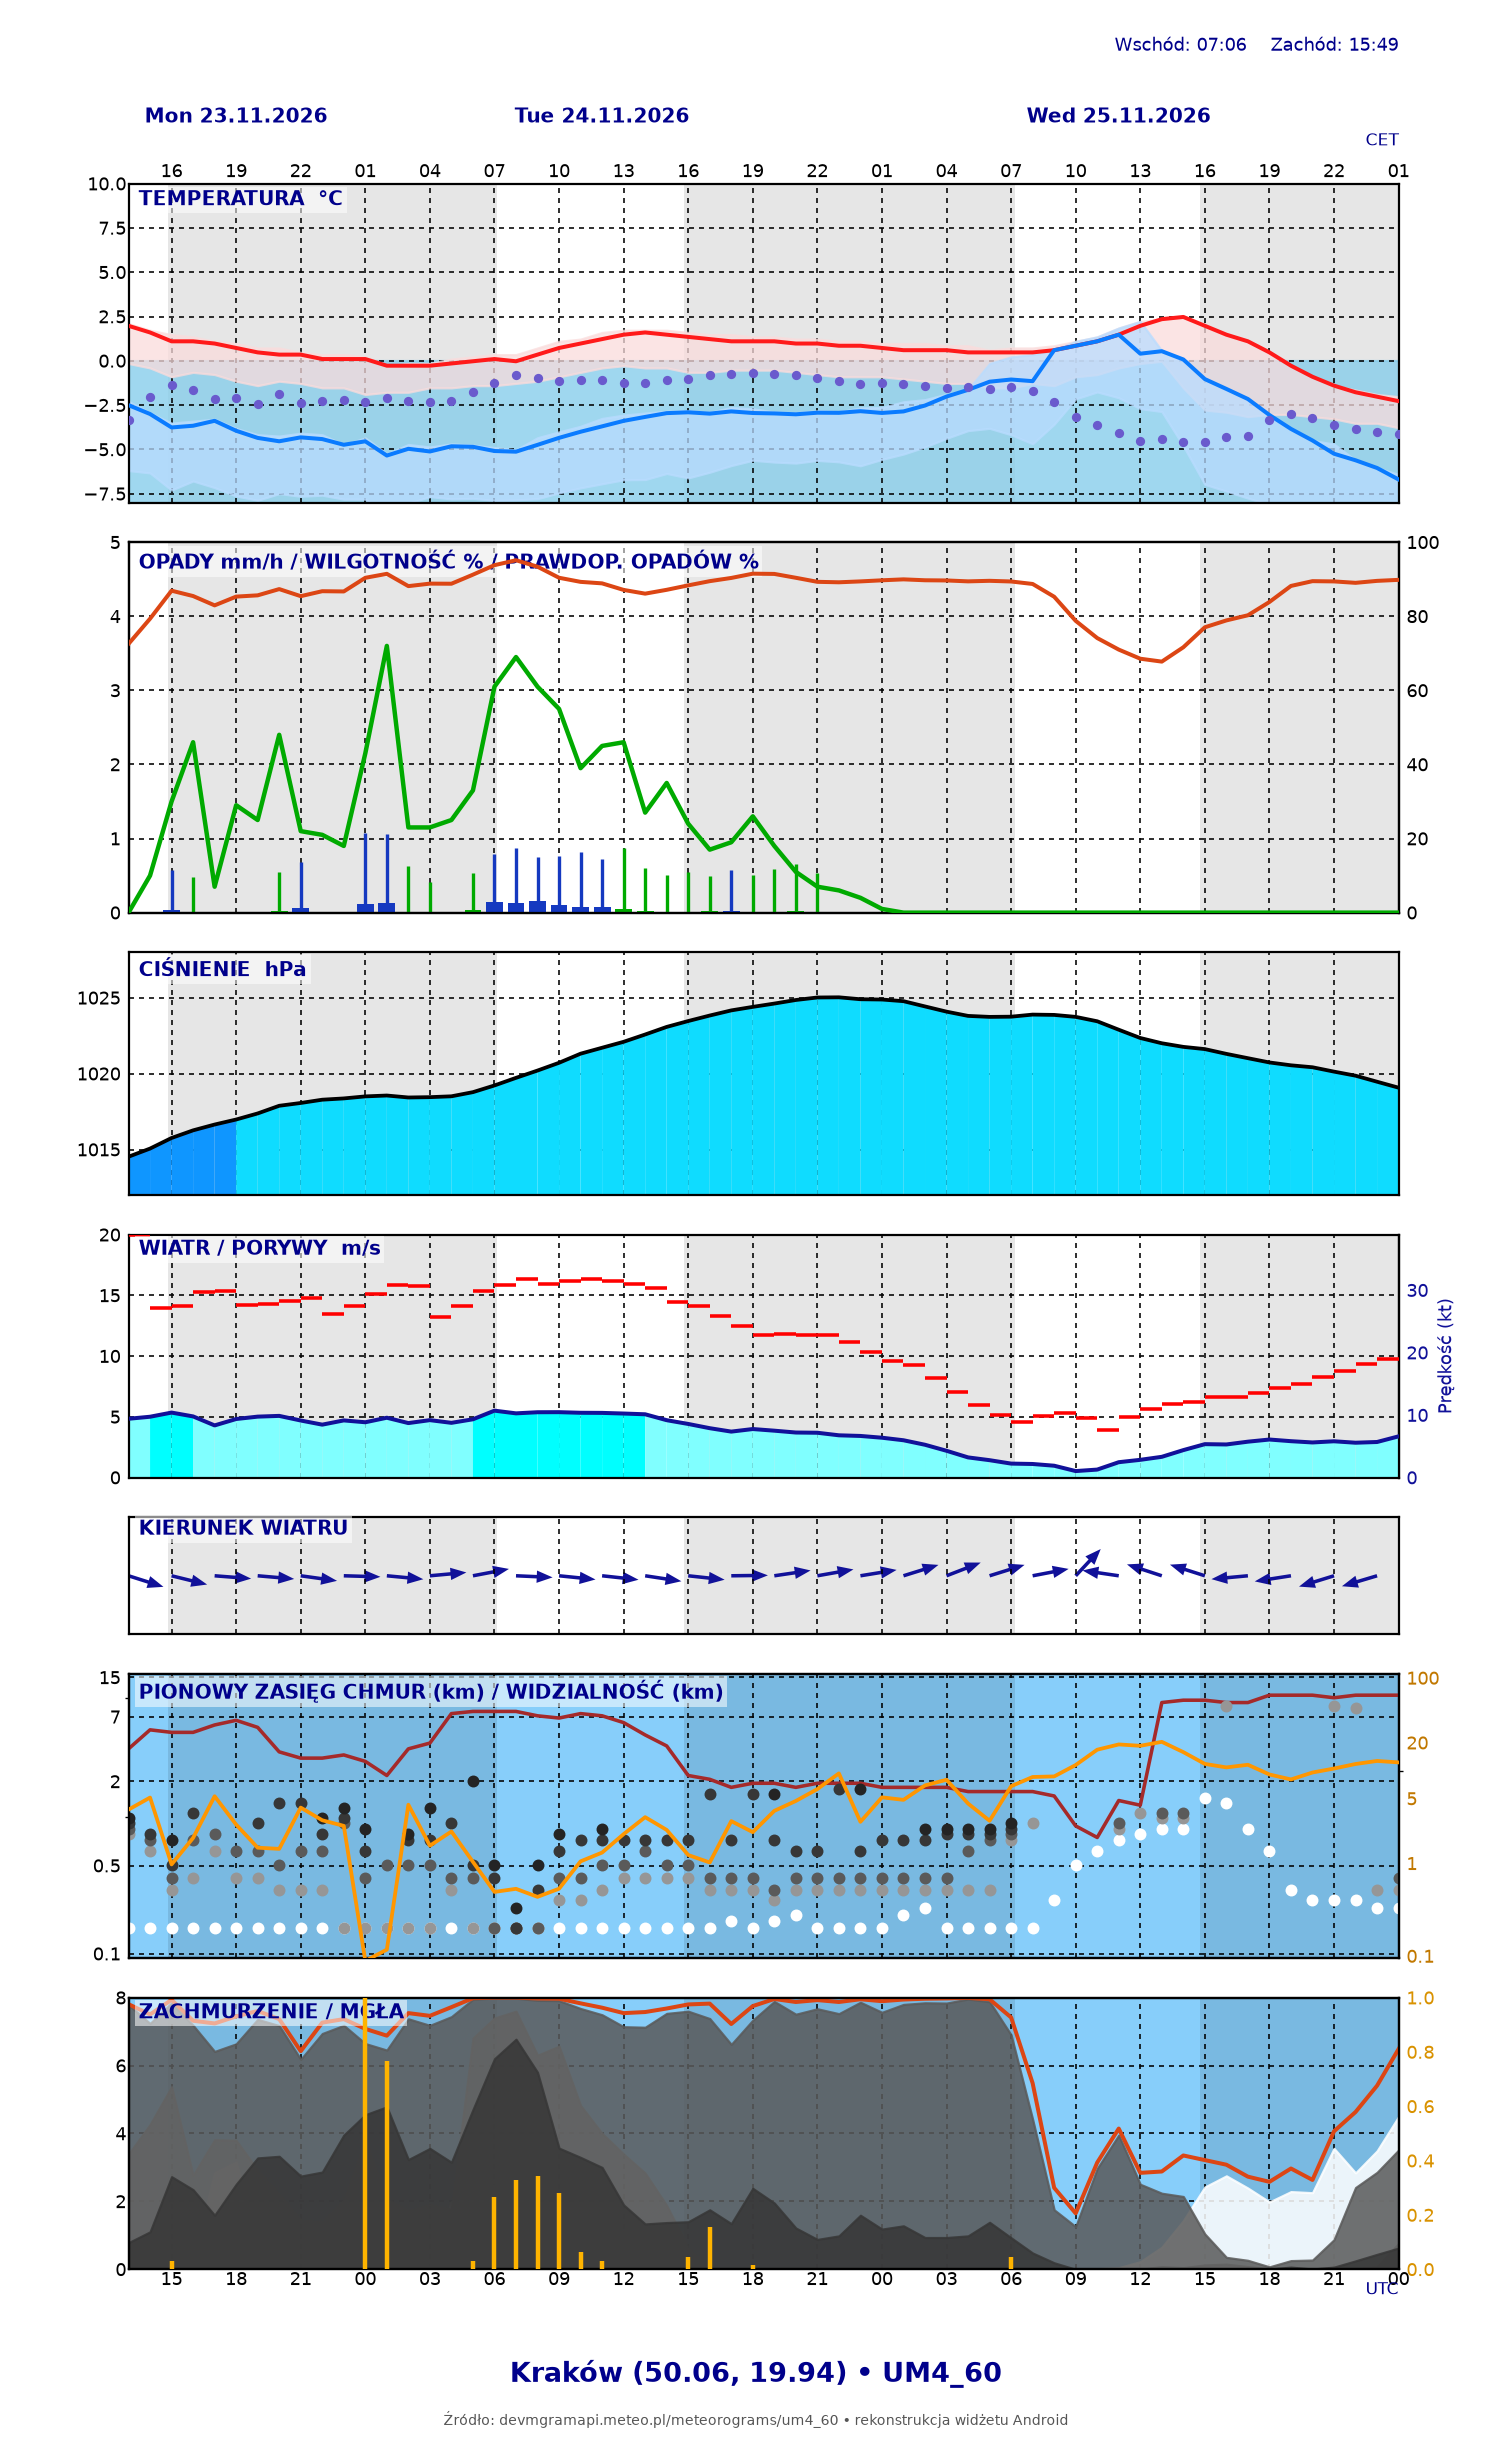 Wschód: 07:06 Zachód: 15:49
Mon 23.11.2026 Tue 24.11.2026 Wed 25.11.2026
CET
16 19 22 01 04 07 10 13 16 19 22 01 04 07 10 13 16 19 22 01
TEMPERATURA °C
10.0
7.5
5.0
2.5
0.0
−2.5
−5.0
−7.5
OPADY mm/h / WILGOTNOŚĆ % / PRAWDOP. OPADÓW %
5 100
4 80
3 60
2 40
1 20
0 0
CIŚNIENIE hPa
1025
1020
1015
WIATR / PORYWY m/s
20
15
10
5
0
30
20
10
0
Prędkość (kt)
KIERUNEK WIATRU
PIONOWY ZASIĘG CHMUR (km) / WIDZIALNOŚĆ (km)
15
7
2
0.5
0.1
100
20
5
1
0.1
ZACHMURZENIE / MGŁA
8
6
4
2
0
1.0
0.8
0.6
0.4
0.2
0.0
15 18 21 00 03 06 09 12 15 18 21 00 03 06 09 12 15 18 21 00
UTC
Kraków (50.06, 19.94) • UM4_60
Źródło: devmgramapi.meteo.pl/meteorograms/um4_60 • rekonstrukcja widżetu Android